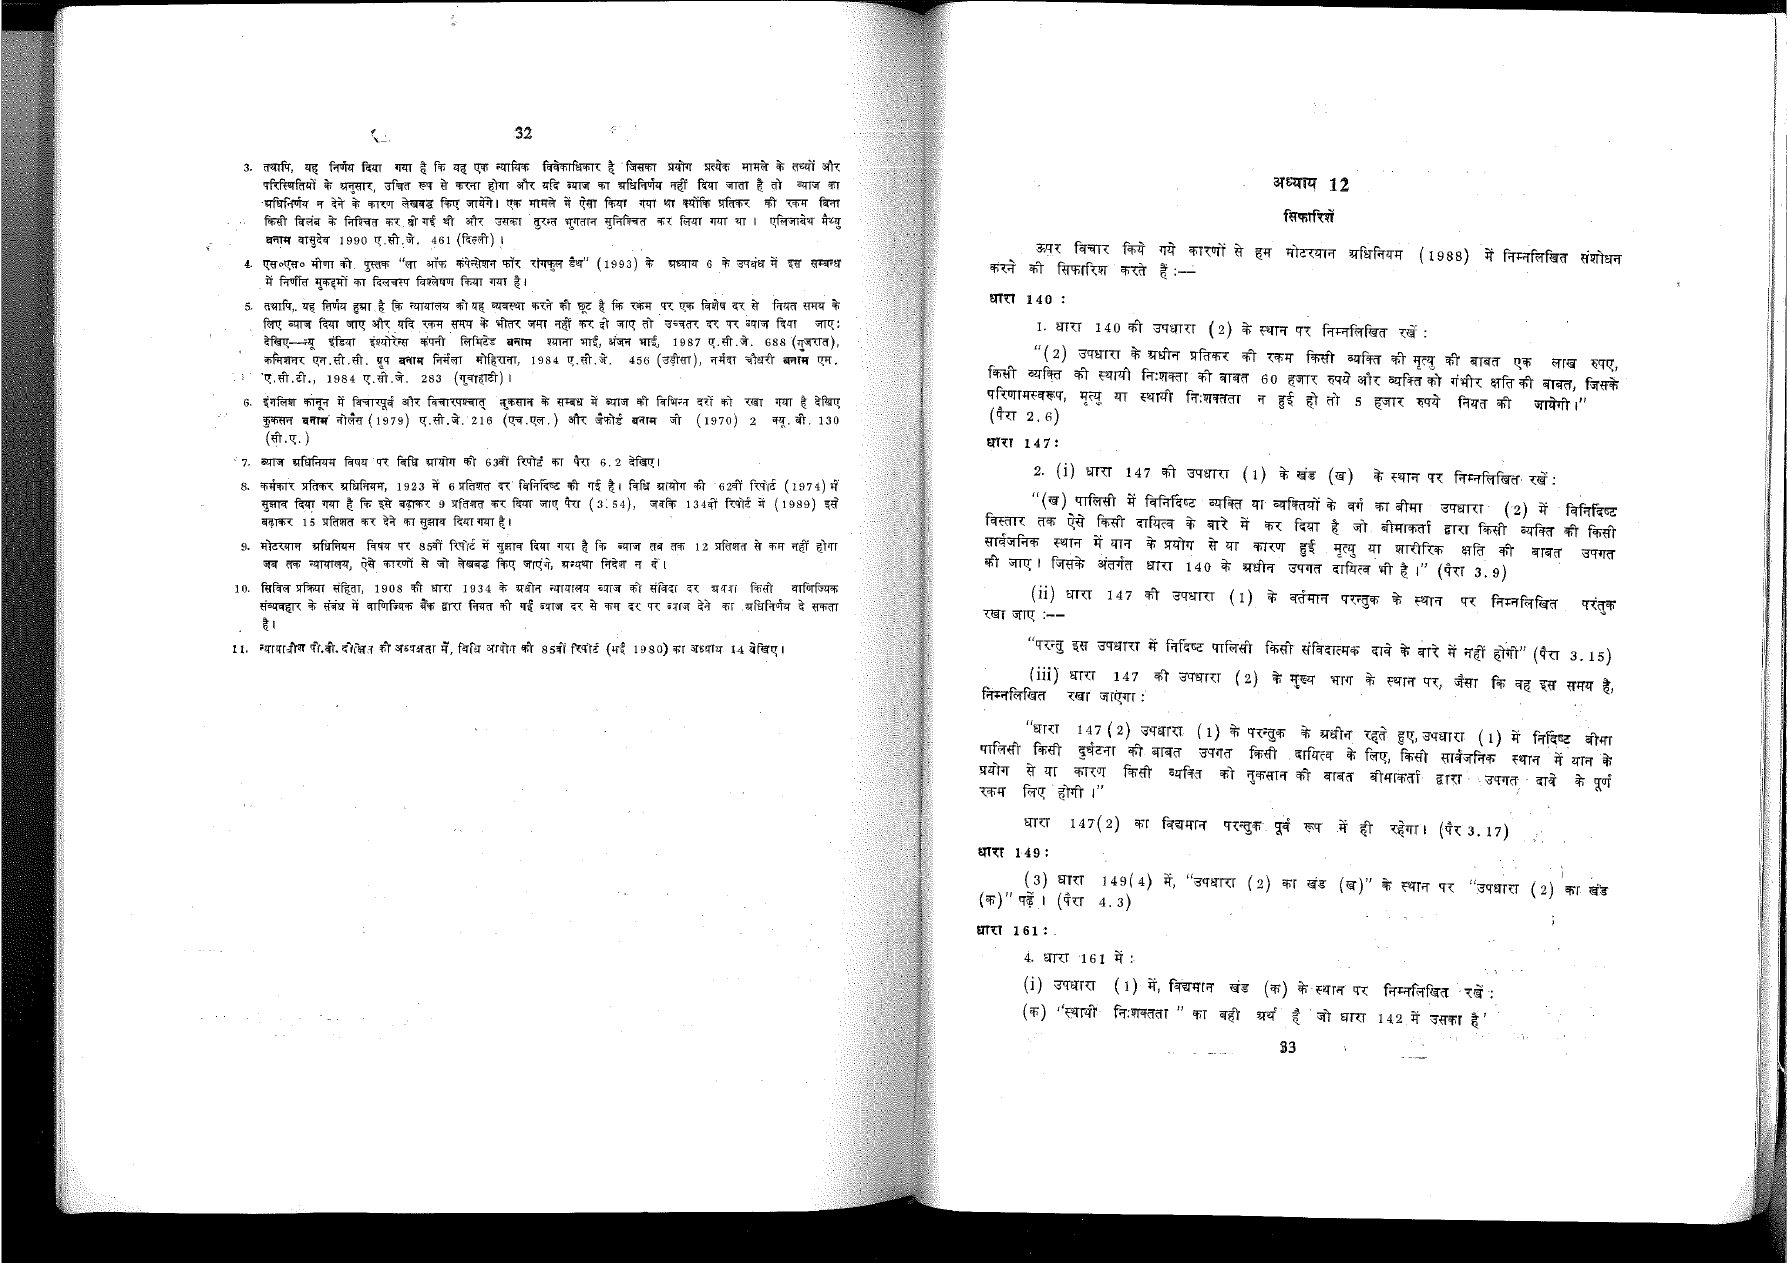 32
3. तथापि, यह निर्णय दिया गया है कि यह एक न्यायिक विवेकाधिकार है जिसका प्रयोग प्रत्येक मामले के तथ्यों और
परिस्थितियों के अनुसार, उचित रूप से करना होगा और यदि ब्याज का अधिनिर्णय नहीं दिया जाता है तो ब्याज का
अधिनिर्णय न देने के कारण लेखबद्ध किए जायेंगे। एक मामले में ऐसा किया गया था क्योंकि प्रतिकर की रकम बिना
किसी विलंब के निश्चित कर दी गई थी और उसका तुरन्त भुगतान सुनिश्चित कर लिया गया था। एलिजाबेथ मैथ्यु
बनाम वासुदेव 1990 ए.सी.जे. 461 (दिल्ली)।
4. एस०एस० मीणा की पुस्तक "ला ऑफ कंपेन्सेशन फॉर रांगफुल डैथ" (1993) के अध्याय 6 के उपबंध में इस सम्बन्ध
में निर्णीत मुकद्दमों का दिलचस्प विश्लेषण किया गया है।
5. तथापि, यह निर्णय हुआ है कि न्यायालय को यह व्यवस्था करने की छूट है कि रकम पर एक विशेष दर से नियत समय के
लिए ब्याज दिया जाए और यदि रकम समय के भीतर जमा नहीं कर दी जाए तो उच्चतर दर पर ब्याज दिया जाए:
देखिए—न्यू इंडिया इंश्योरेन्स कंपनी लिमिटेड बनाम श्याना भाई, अंजन भाई, 1987 ए.सी.जे. 688 (गुजरात),
कमिशनर एन.सी.सी. ग्रुप बनाम निर्मला मोहिराना, 1984 ए.सी.जे. 456 (उड़ीसा), नर्मदा चौधरी बनाम एम.
ए.सी.टी., 1984 ए.सी.जे. 283 (गुवाहाटी)।
6. इंगलिश कानून में विचारपूर्व और विचारपश्चात् नुकसान के सम्बंध में ब्याज की विभिन्न दरों को रखा गया है देखिए
कुकसन बनाम नोलैस (1979) ए.सी.जे. 216 (एच.एल.) और जैफोर्ड बनाम जी (1970) 2 क्यू.बी. 130
(सी.ए.)
7. ब्याज अधिनियम विषय पर विधि आयोग की 63वीं रिपोर्ट का पैरा 6.2 देखिए।
8. कर्मकार प्रतिकर अधिनियम, 1923 में 6 प्रतिशत दर विनिर्दिष्ट की गई है। विधि आयोग की 62वीं रिपोर्ट (1974) में
सुझाव दिया गया है कि इसे बढ़ाकर 9 प्रतिशत कर दिया जाए पैरा (3.54), जबकि 134वीं रिपोर्ट में (1989) इसे
बढ़ाकर 15 प्रतिशत कर देने का सुझाव दिया गया है।
9. मोटरयान अधिनियम विषय पर 85वीं रिपोर्ट में सुझाव दिया गया है कि ब्याज तब तक 12 प्रतिशत से कम नहीं होगा
जब तक न्यायालय, ऐसे कारणों से जो लेखबद्ध किए जाएंगे, अन्यथा निदेश न दें।
10. सिविल प्रक्रिया संहिता, 1908 की धारा 1934 के अधीन न्यायालय ब्याज को संविदा दर अथवा किसी वाणिज्यिक
संव्यवहार के संबंध में वाणिज्यिक बैंक द्वारा नियत की गई ब्याज दर से कम दर पर ब्याज देने का अधिनिर्णय दे सकता
है।
11. न्यायाधीश पी.वी. दीक्षित की अध्यक्षता में, विधि आयोग की 85वीं रिपोर्ट (मई 1980) का अध्याय 14 देखिए।
अध्याय 12
सिफारिशें
ऊपर विचार किये गये कारणों से हम मोटरयान अधिनियम (1988) में निम्नलिखित संशोधन
करने की सिफारिश करते हैं :—
धारा 140 :
1. धारा 140 की उपधारा (2) के स्थान पर निम्नलिखित रखें :
"(2) उपधारा के अधीन प्रतिकर की रकम किसी व्यक्ति की मृत्यु की बाबत एक लाख रुपए,
किसी व्यक्ति की स्थायी नि:शक्ता की बाबत 60 हजार रुपये और व्यक्ति को गंभीर क्षति की बाबत, जिसके
परिणामस्वरूप, मृत्यु या स्थायी नि:शक्तता न हुई हो तो 5 हजार रुपये नियत की जायेगी।"
(पैरा 2.6)
धारा 147:
2. (i) धारा 147 की उपधारा (1) के खंड (ख) के स्थान पर निम्नलिखित रखें :
"(ख) पालिसी में विनिर्दिष्ट व्यक्ति या व्यक्तियों के वर्ग का बीमा उपधारा (2) में विनिर्दिष्ट
विस्तार तक ऐसे किसी दायित्व के बारे में कर दिया है जो बीमाकर्ता द्वारा किसी व्यक्ति की किसी
सार्वजनिक स्थान में यान के प्रयोग से या कारण हुई मृत्यु या शारीरिक क्षति की बाबत उपगत
की जाए। जिसके अंतर्गत धारा 140 के अधीन उपगत दायित्व भी है।" (पैरा 3.9)
(ii) धारा 147 की उपधारा (1) के वर्तमान परन्तुक के स्थान पर निम्नलिखित परंतुक
रखा जाए :—
"परन्तु इस उपधारा में निर्दिष्ट पालिसी किसी संविदात्मक दावे के बारे में नहीं होगी" (पैरा 3.15)
(iii) धारा 147 की उपधारा (2) के मुख्य भाग के स्थान पर, जैसा कि वह इस समय है,
निम्नलिखित रखा जाएंगा :
"धारा 147(2) उपधारा (1) के परन्तुक के अधीन रहते हुए, उपधारा (1) में निर्दिष्ट बीमा
पालिसी किसी दुर्घटना की बाबत उपगत किसी दायित्व के लिए, किसी सार्वजनिक स्थान में यान के
प्रयोग से या कारण किसी व्यक्ति को नुकसान की बाबत बीमाकर्ता द्वारा उपगत दावे के पूर्ण
रकम लिए होगी।"
धारा 147(2) का विद्यमान परन्तुक पूर्व रूप में ही रहेगा। (पैर 3.17)
धारा 149:
(3) धारा 149(4) में, "उपधारा (2) का खंड (ख)" के स्थान पर "उपधारा (2) का खंड
(क)" पढ़ें। (पैरा 4.3)
धारा 161:
4. धारा 161 में :
(i) उपधारा (1) में, विद्यमान खंड (क) के स्थान पर निम्नलिखित रखें :
(क) "स्थायी नि:शक्तता" का वही अर्थ है जो धारा 142 में उसका है'
33